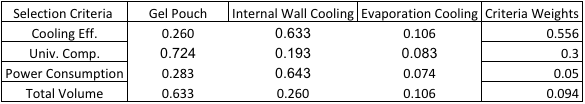 Selection Criteria Gel Pouch Internal Wall Cooling Evaporation Cooling Criteria Weights
Cooling Eff. 0.260 0.633 0.106 0.556
Univ. Comp. 0.724 0.193 0.083 0.3
Power Consumption 0.283 0.643 0.074 0.05
Total Volume 0.633 0.260 0.106 0.094